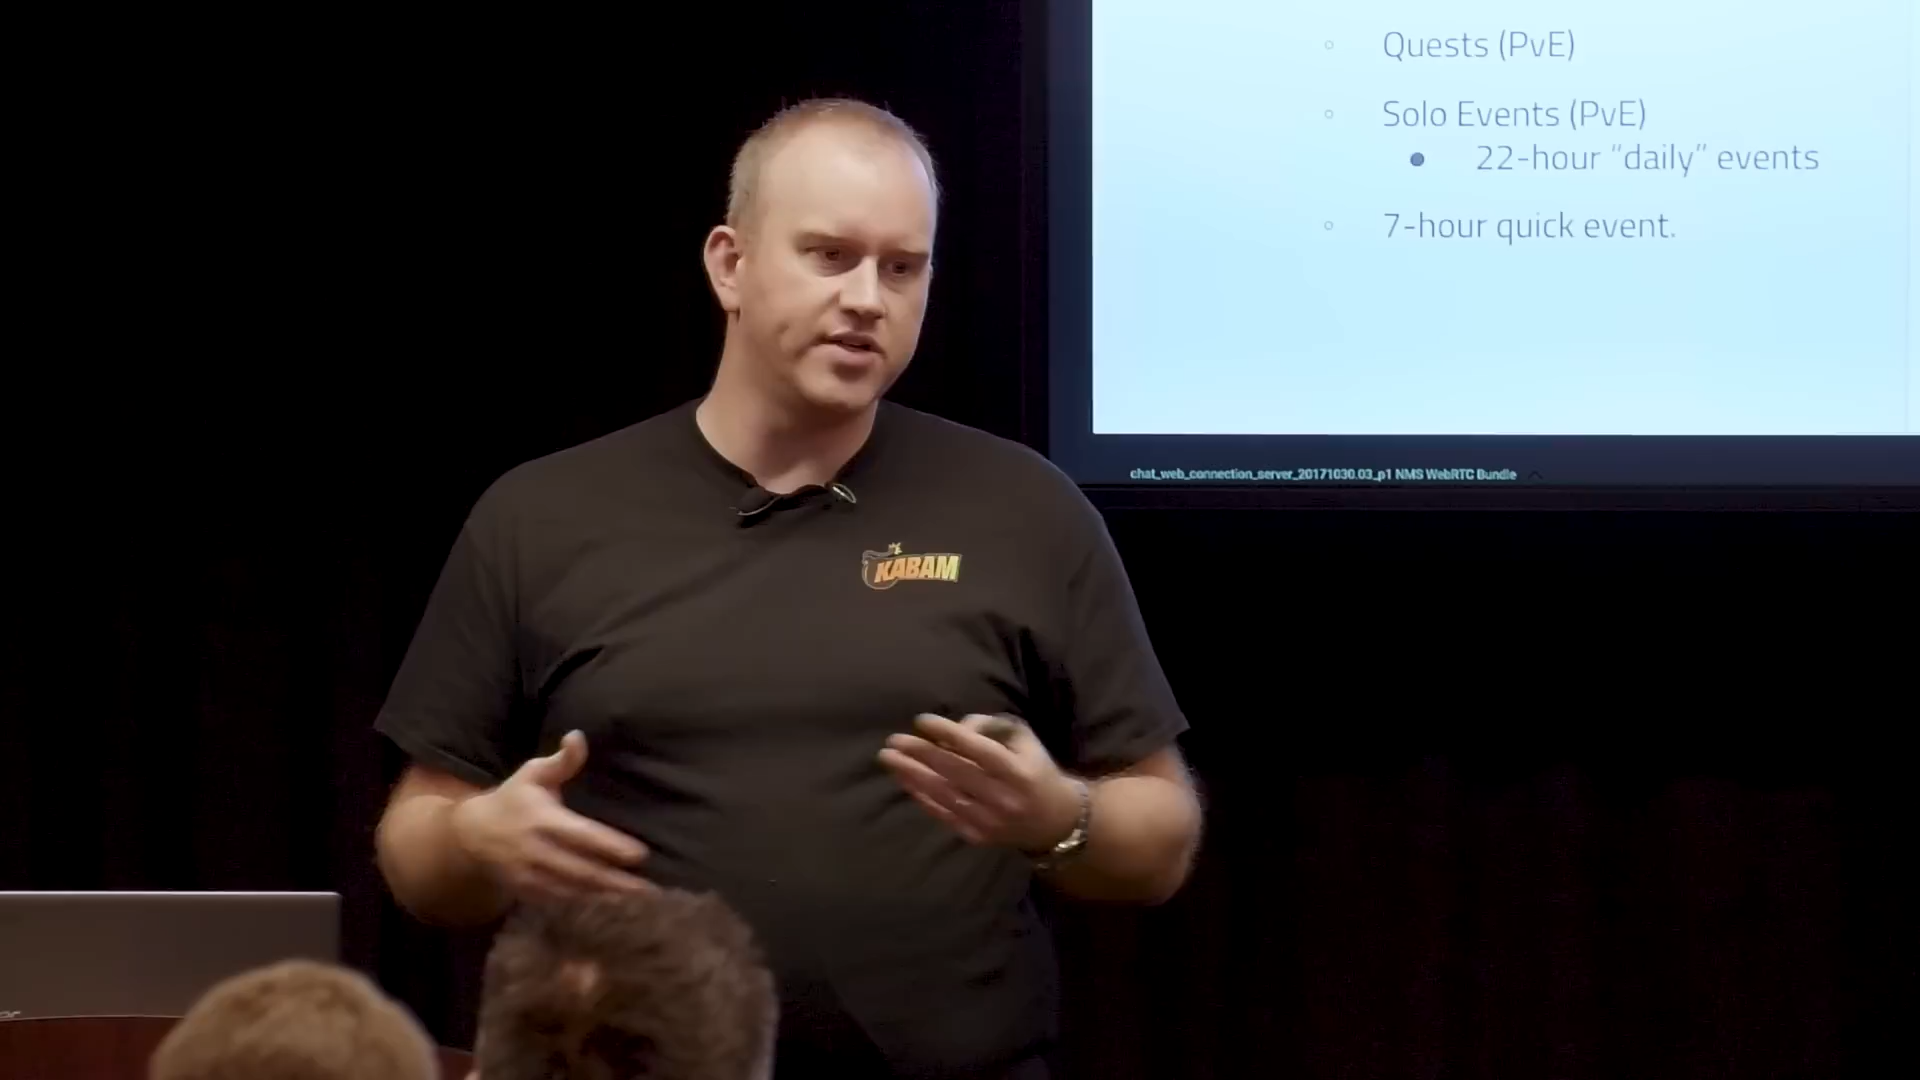 Quests (PvE)
Solo Events (PvE)
22-hour “daily” events
7-hour quick event.
chat_web_connection_server_20171030.03_p1 NMS WebRTC Bundle
KABAM